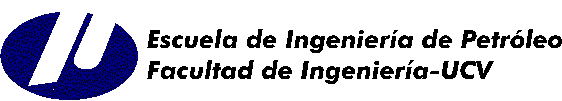 Escuela de Ingeniería de Petróleo
Facultad de Ingeniería-UCV